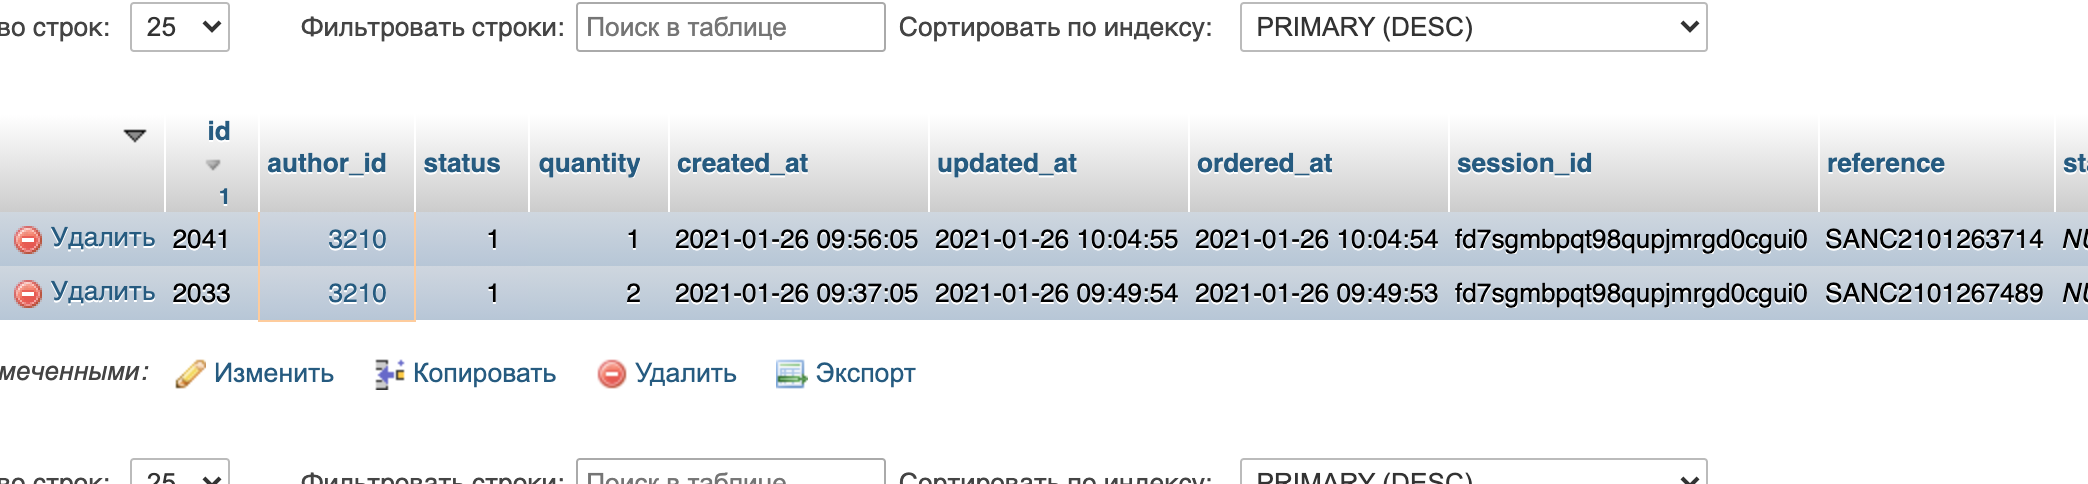 во строк: 25 Фильтровать строки: Поиск в таблице Сортировать по индексу: PRIMARY (DESC)
id 1 author_id status quantity created_at updated_at ordered_at session_id reference st
Удалить 2041 3210 1 1 2021-01-26 09:56:05 2021-01-26 10:04:55 2021-01-26 10:04:54 fd7sgmbpqt98qupjmrgd0cgui0 SANC2101263714 NU
Удалить 2033 3210 1 2 2021-01-26 09:37:05 2021-01-26 09:49:54 2021-01-26 09:49:53 fd7sgmbpqt98qupjmrgd0cgui0 SANC2101267489 NU
меченными: Изменить Копировать Удалить Экспорт
во строк: 25 Фильтровать строки: Поиск в таблице Сортировать по индексу: PRIMARY (DESC)